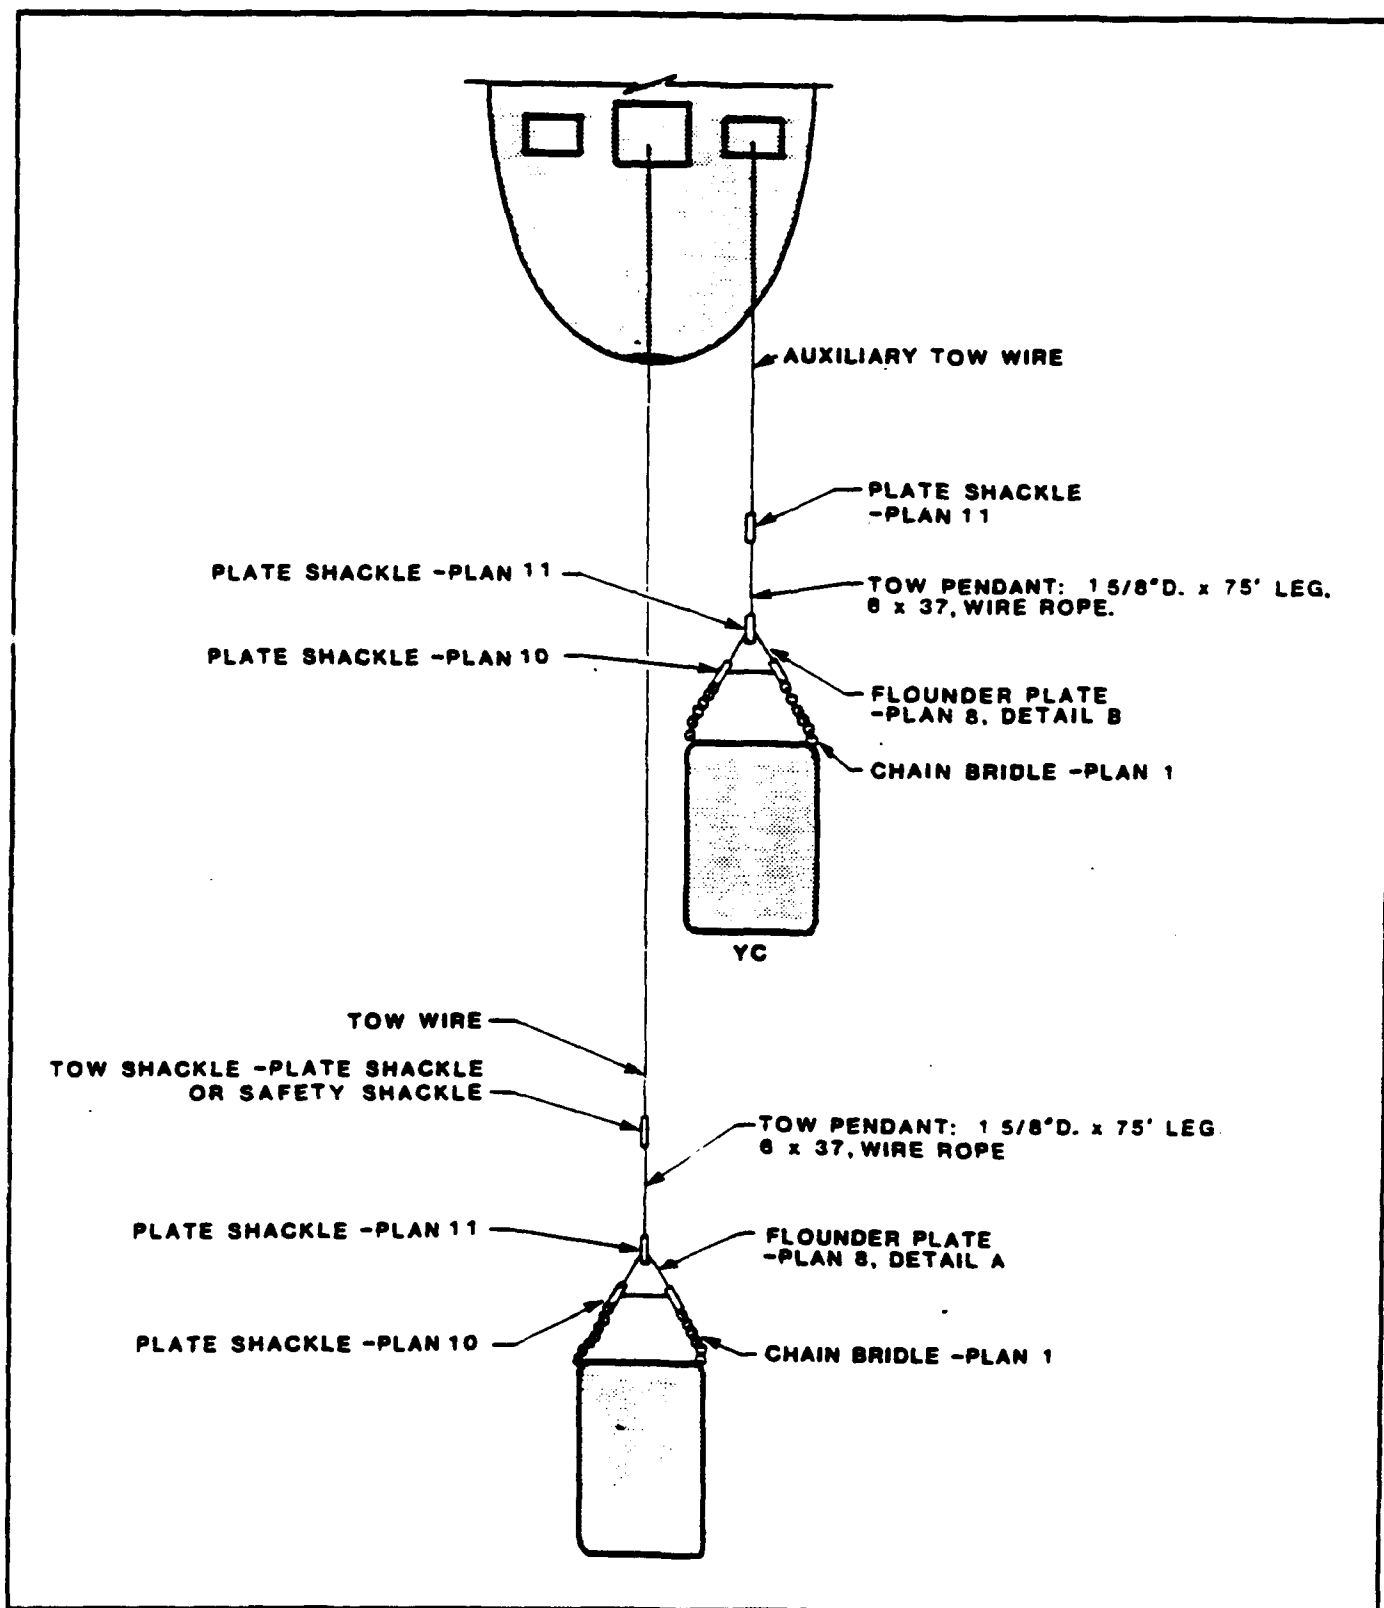 AUXILIARY TOW WIRE
PLATE SHACKLE
-PLAN 11
PLATE SHACKLE -PLAN 11
TOW PENDANT: 1 5/8"D. x 75' LEG.
6 x 37, WIRE ROPE.
PLATE SHACKLE -PLAN 10
FLOUNDER PLATE
-PLAN 8, DETAIL B
CHAIN BRIDLE -PLAN 1
YC
TOW WIRE
TOW SHACKLE -PLATE SHACKLE
OR SAFETY SHACKLE
TOW PENDANT: 1 5/8"D. x 75' LEG
6 x 37, WIRE ROPE
PLATE SHACKLE -PLAN 11
FLOUNDER PLATE
-PLAN 8, DETAIL A
PLATE SHACKLE -PLAN 10
CHAIN BRIDLE -PLAN 1